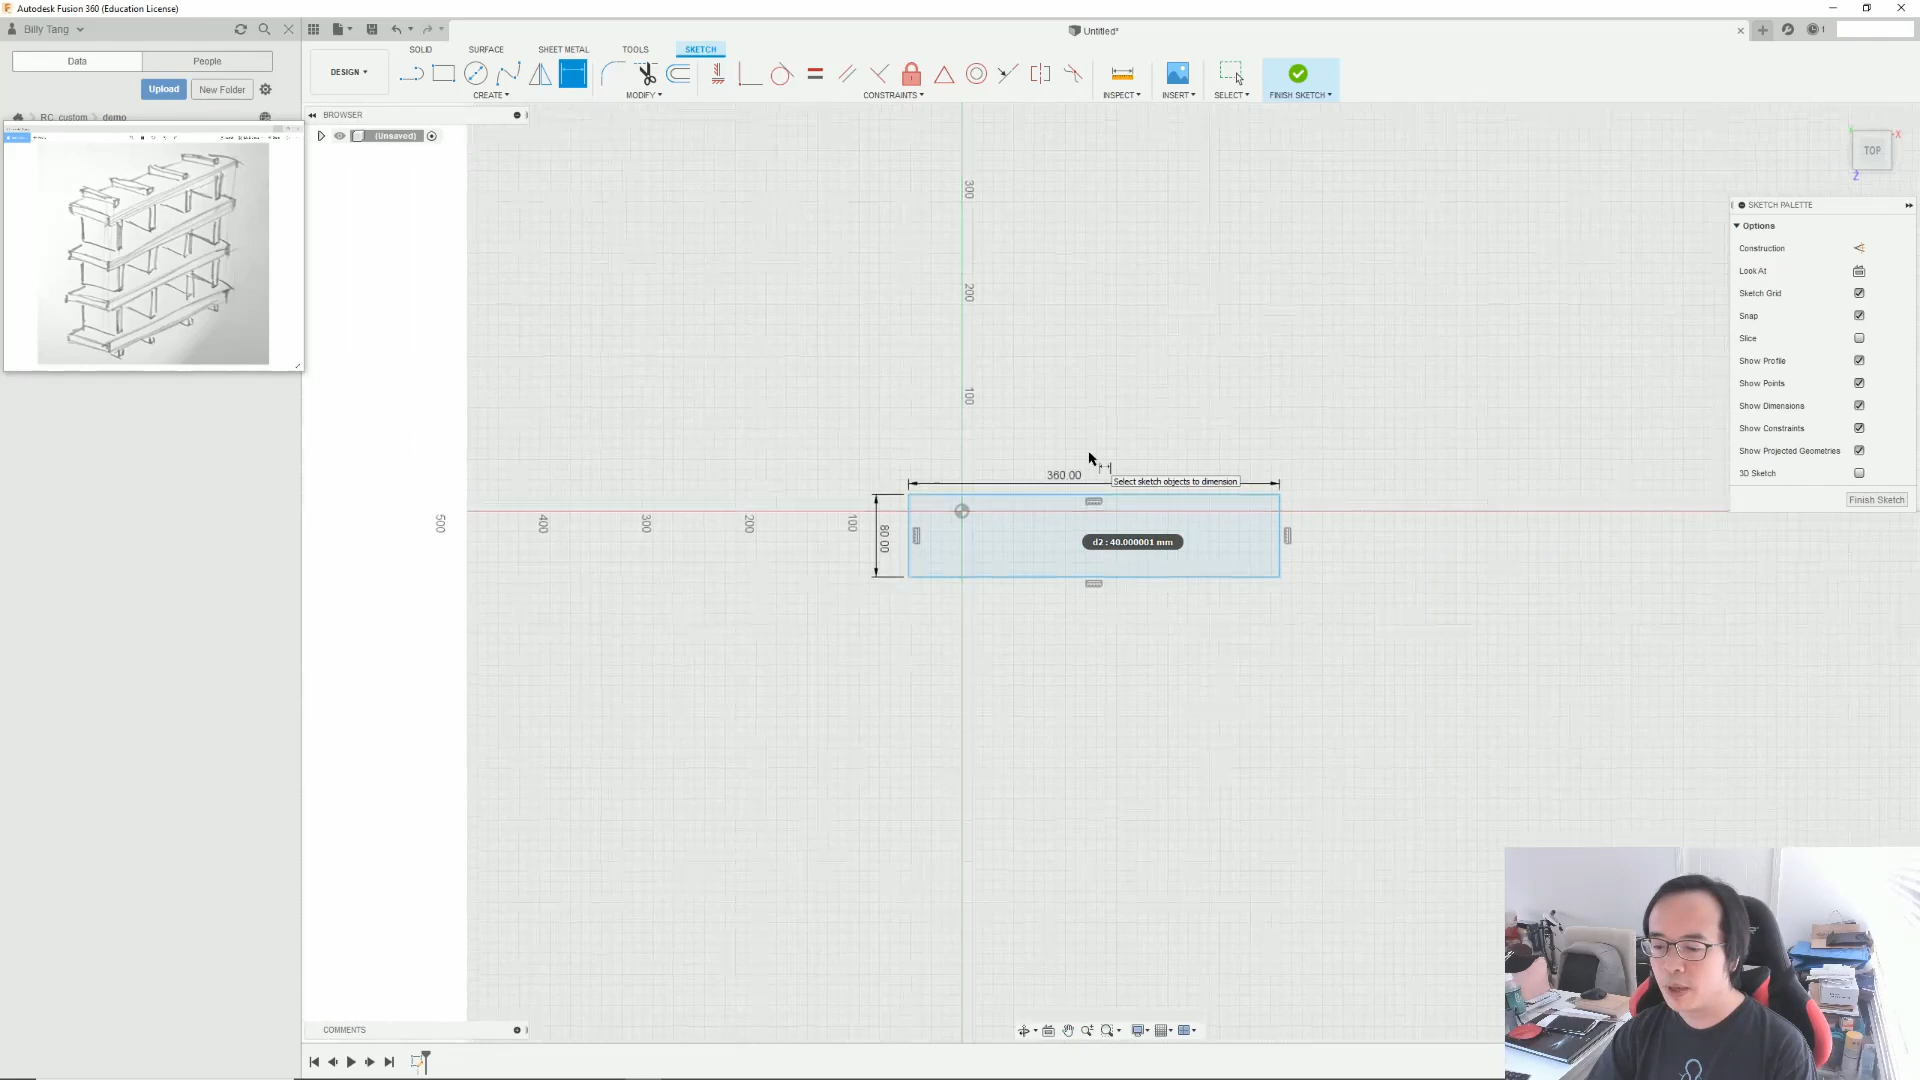 Autodesk Fusion 360 (Education License)
Billy Tang
Untitled*
1
Data
People
Upload
New Folder
RC_custom
demo
DESIGN
SOLID
SURFACE
SHEET METAL
TOOLS
SKETCH
CREATE
MODIFY
CONSTRAINTS
INSPECT
INSERT
SELECT
FINISH SKETCH
BROWSER
(Unsaved)
TOP
X
Z
SKETCH PALETTE
Options
Construction
Look At
Sketch Grid
Snap
Slice
Show Profile
Show Points
Show Dimensions
Show Constraints
Show Projected Geometries
3D Sketch
Finish Sketch
300
200
100
360.00
Select sketch objects to dimension
80.00
d2 : 40.000001 mm
500
400
300
200
100
COMMENTS